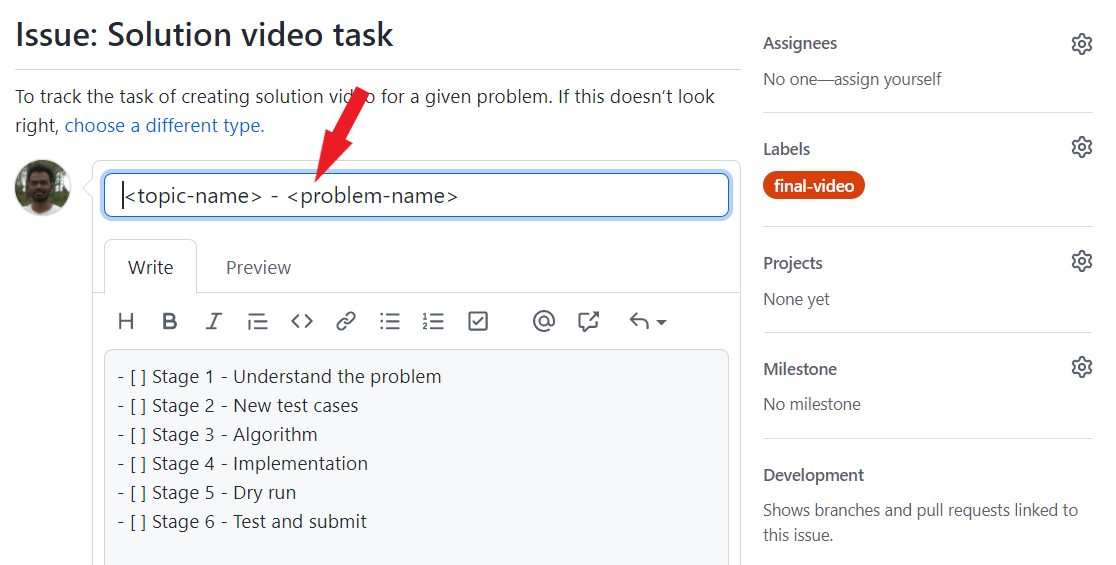 Issue: Solution video task
To track the task of creating solution video for a given problem. If this doesn't look
right, choose a different type.
<topic-name> - <problem-name>
Write Preview
- [ ] Stage 1 - Understand the problem
- [ ] Stage 2 - New test cases
- [ ] Stage 3 - Algorithm
- [ ] Stage 4 - Implementation
- [ ] Stage 5 - Dry run
- [ ] Stage 6 - Test and submit
Assignees
No one—assign yourself
Labels
final-video
Projects
None yet
Milestone
No milestone
Development
Shows branches and pull requests linked to
this issue.